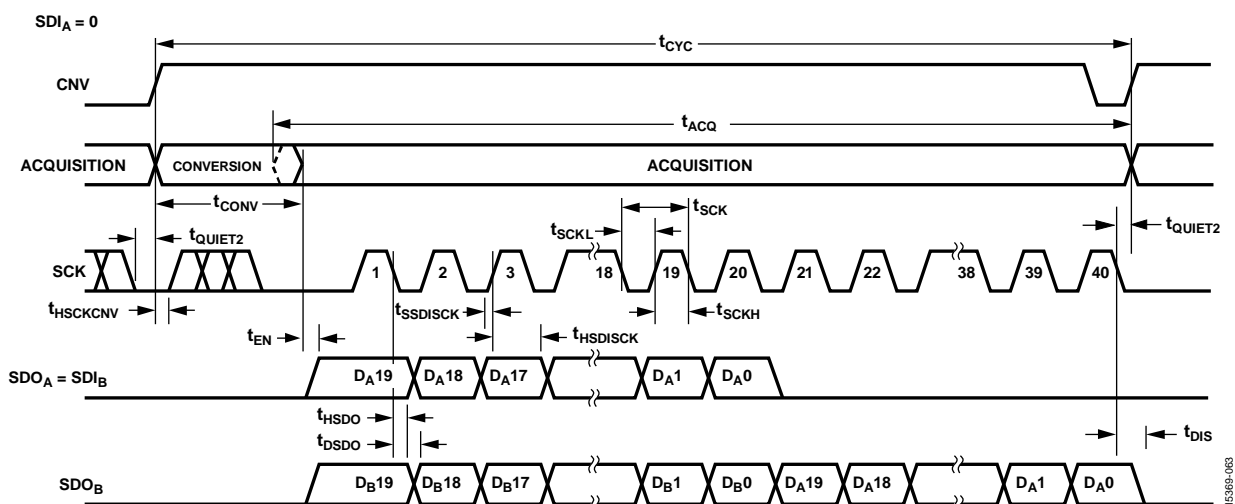 SDIA = 0
tCYC
CNV
tACQ
ACQUISITION
CONVERSION
ACQUISITION
tCONV
tSCK
tQUIET2
tSCKL
tQUIET2
SCK
1 2 3 18 19 20 21 22 38 39 40
tHSCKCNV
tSSDISCK
tSCKH
tEN
tHSDISCK
SDOA = SDIB
DA19 DA18 DA17 DA1 DA0
tHSDO
tDSDO
tDIS
SDOB
DB19 DB18 DB17 DB1 DB0 DA19 DA18 DA1 DA0